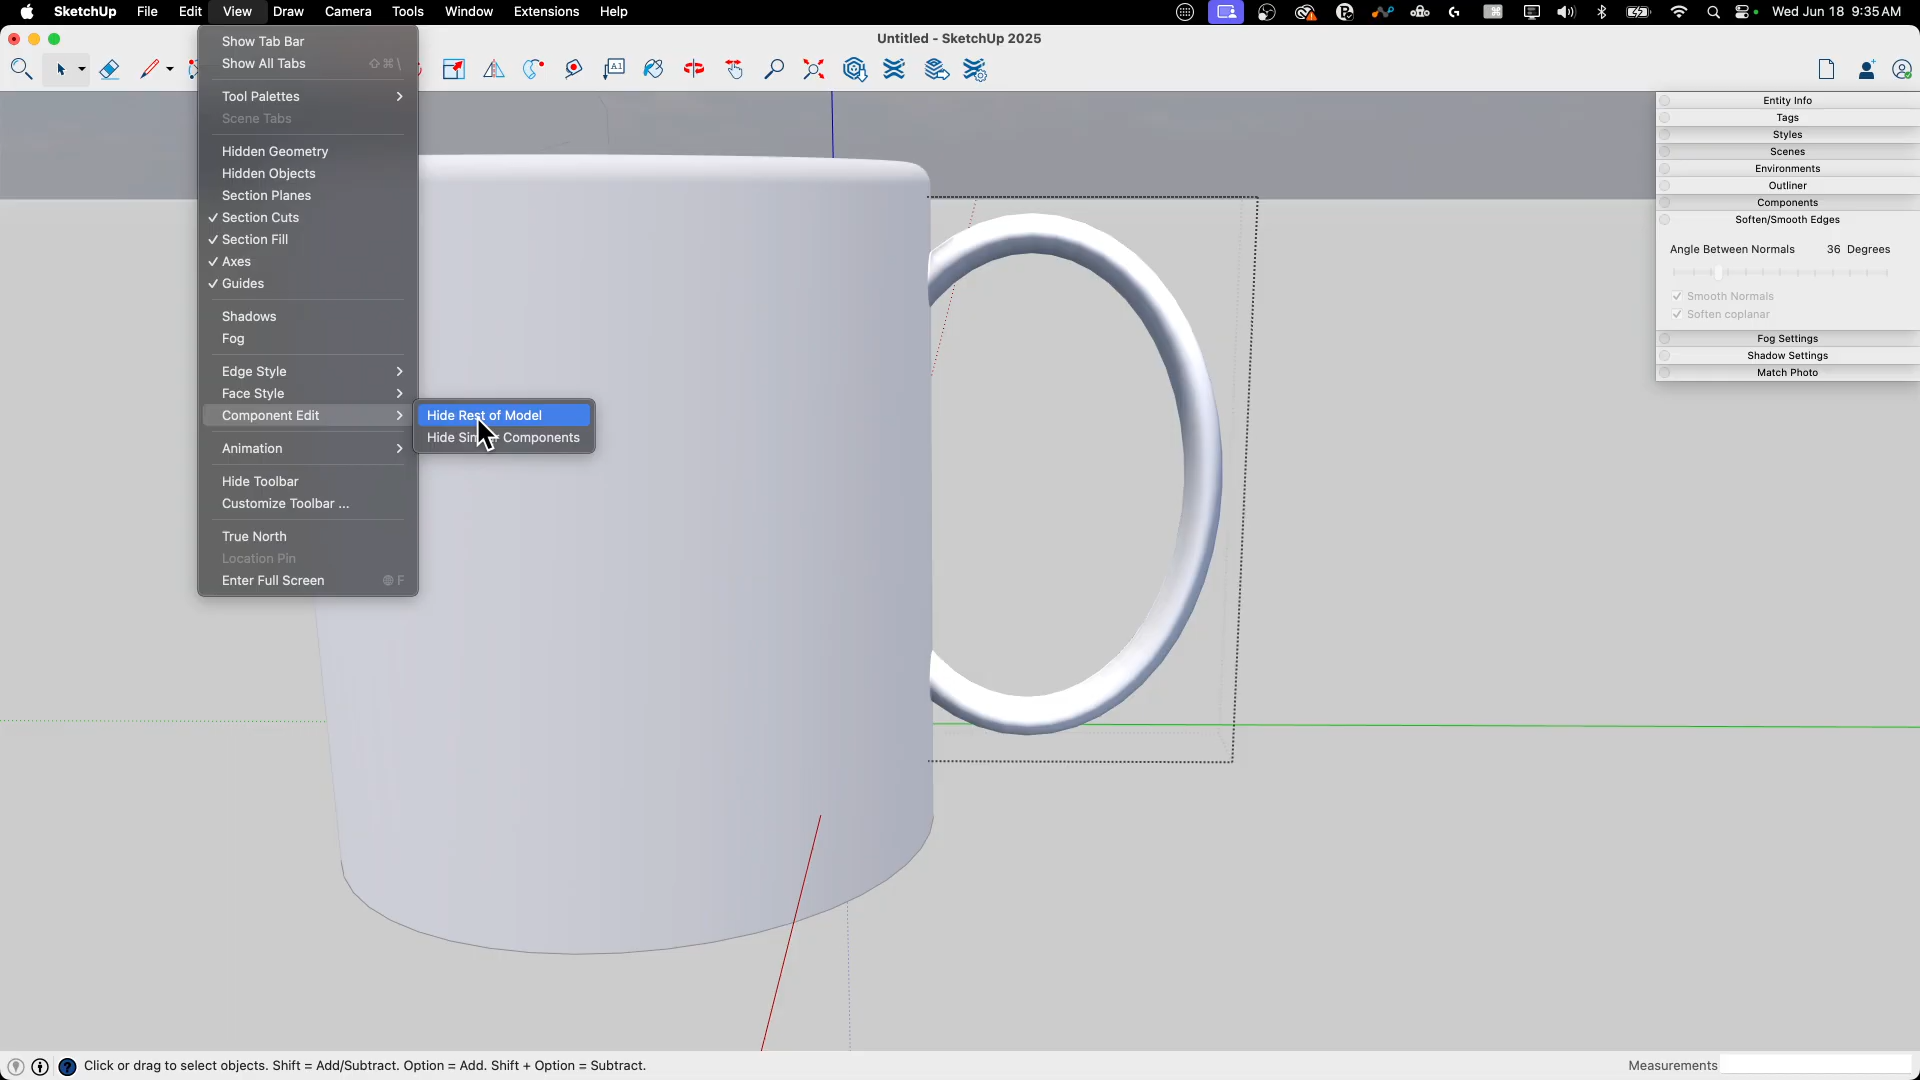 SketchUp File Edit View Draw Camera Tools Window Extensions Help Wed Jun 18 9:35 AM
Untitled - SketchUp 2025
Show Tab Bar
Show All Tabs ⇧⌘\
Tool Palettes
Scene Tabs
Hidden Geometry
Hidden Objects
Section Planes
✓ Section Cuts
✓ Section Fill
✓ Axes
✓ Guides
Shadows
Fog
Edge Style
Face Style
Component Edit
Animation
Hide Toolbar
Customize Toolbar ...
True North
Location Pin
Enter Full Screen F
Hide Rest of Model
Hide Components
A1
Entity Info
Tags
Styles
Scenes
Environments
Outliner
Components
Soften/Smooth Edges
Angle Between Normals 36 Degrees
Smooth Normals
Soften coplanar
Fog Settings
Shadow Settings
Match Photo
Click or drag to select objects. Shift = Add/Subtract. Option = Add. Shift + Option = Subtract.
Measurements